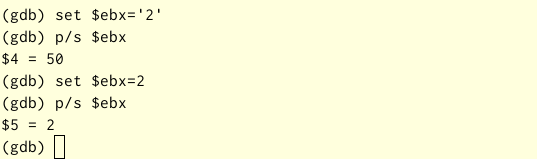 (gdb) set $ebx='2'
(gdb) p/s $ebx
$4 = 50
(gdb) set $ebx=2
(gdb) p/s $ebx
$5 = 2
(gdb)